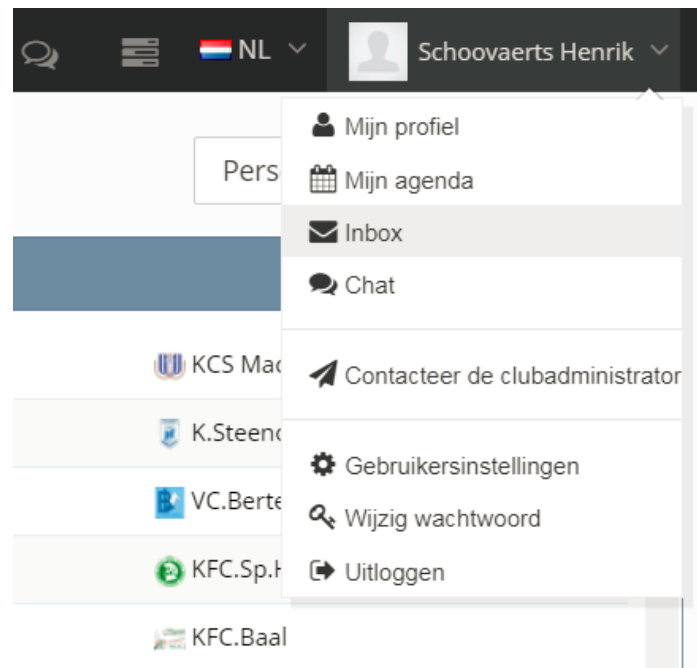 NL
Schoovaerts Henrik
Mijn profiel
Pers
Mijn agenda
Inbox
Chat
KCS Mac
Contacteer de clubadministrator
K.Steeno
Gebruikersinstellingen
VC.Berte
Wijzig wachtwoord
KFC.Sp.H
Uitloggen
KFC.Baal